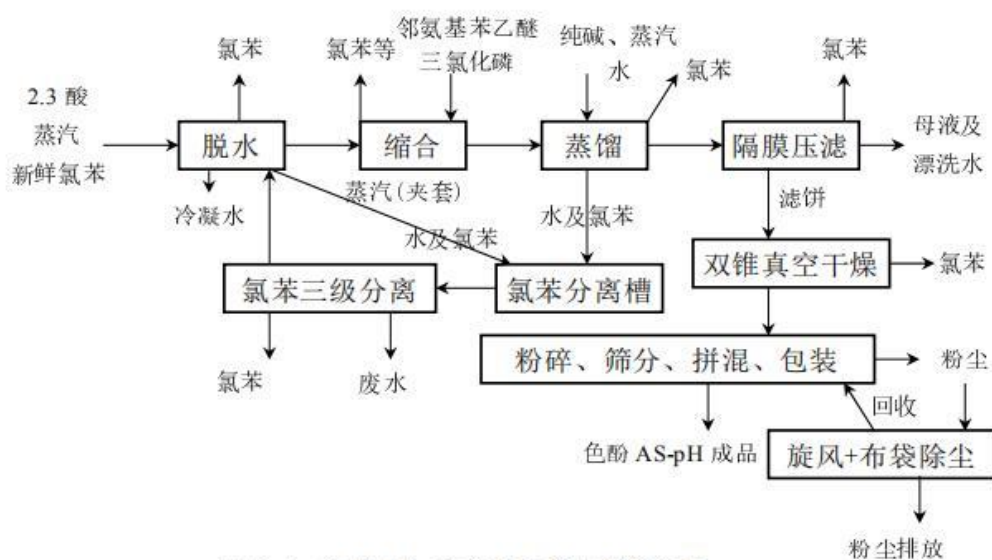 邻氨基苯乙醚
三氯化磷
纯碱、蒸汽
水
氯苯
氯苯等
氯苯
氯苯
2.3 酸
蒸汽
新鲜氯苯
脱水
缩合
蒸馏
隔膜压滤
母液及
漂洗水
冷凝水
蒸汽(夹套)
水及氯苯
水及氯苯
滤饼
氯苯三级分离
氯苯分离槽
双锥真空干燥
氯苯
氯苯
废水
粉碎、筛分、拼混、包装
粉尘
回收
色酚 AS-pH 成品
旋风+布袋除尘
粉尘排放